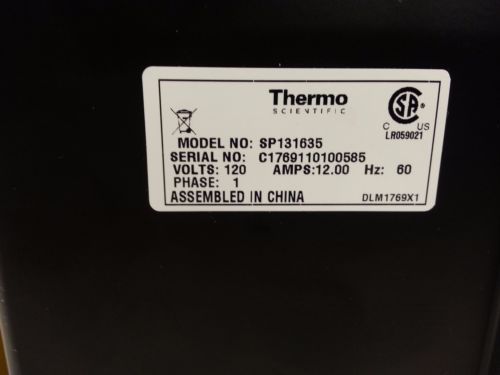 Thermo
SCIENTIFIC
SA
C US
LR059021
MODEL NO: SP131635
SERIAL NO: C1769110100585
VOLTS: 120 AMPS:12.00 Hz: 60
PHASE: 1
ASSEMBLED IN CHINA
DLM1769X1